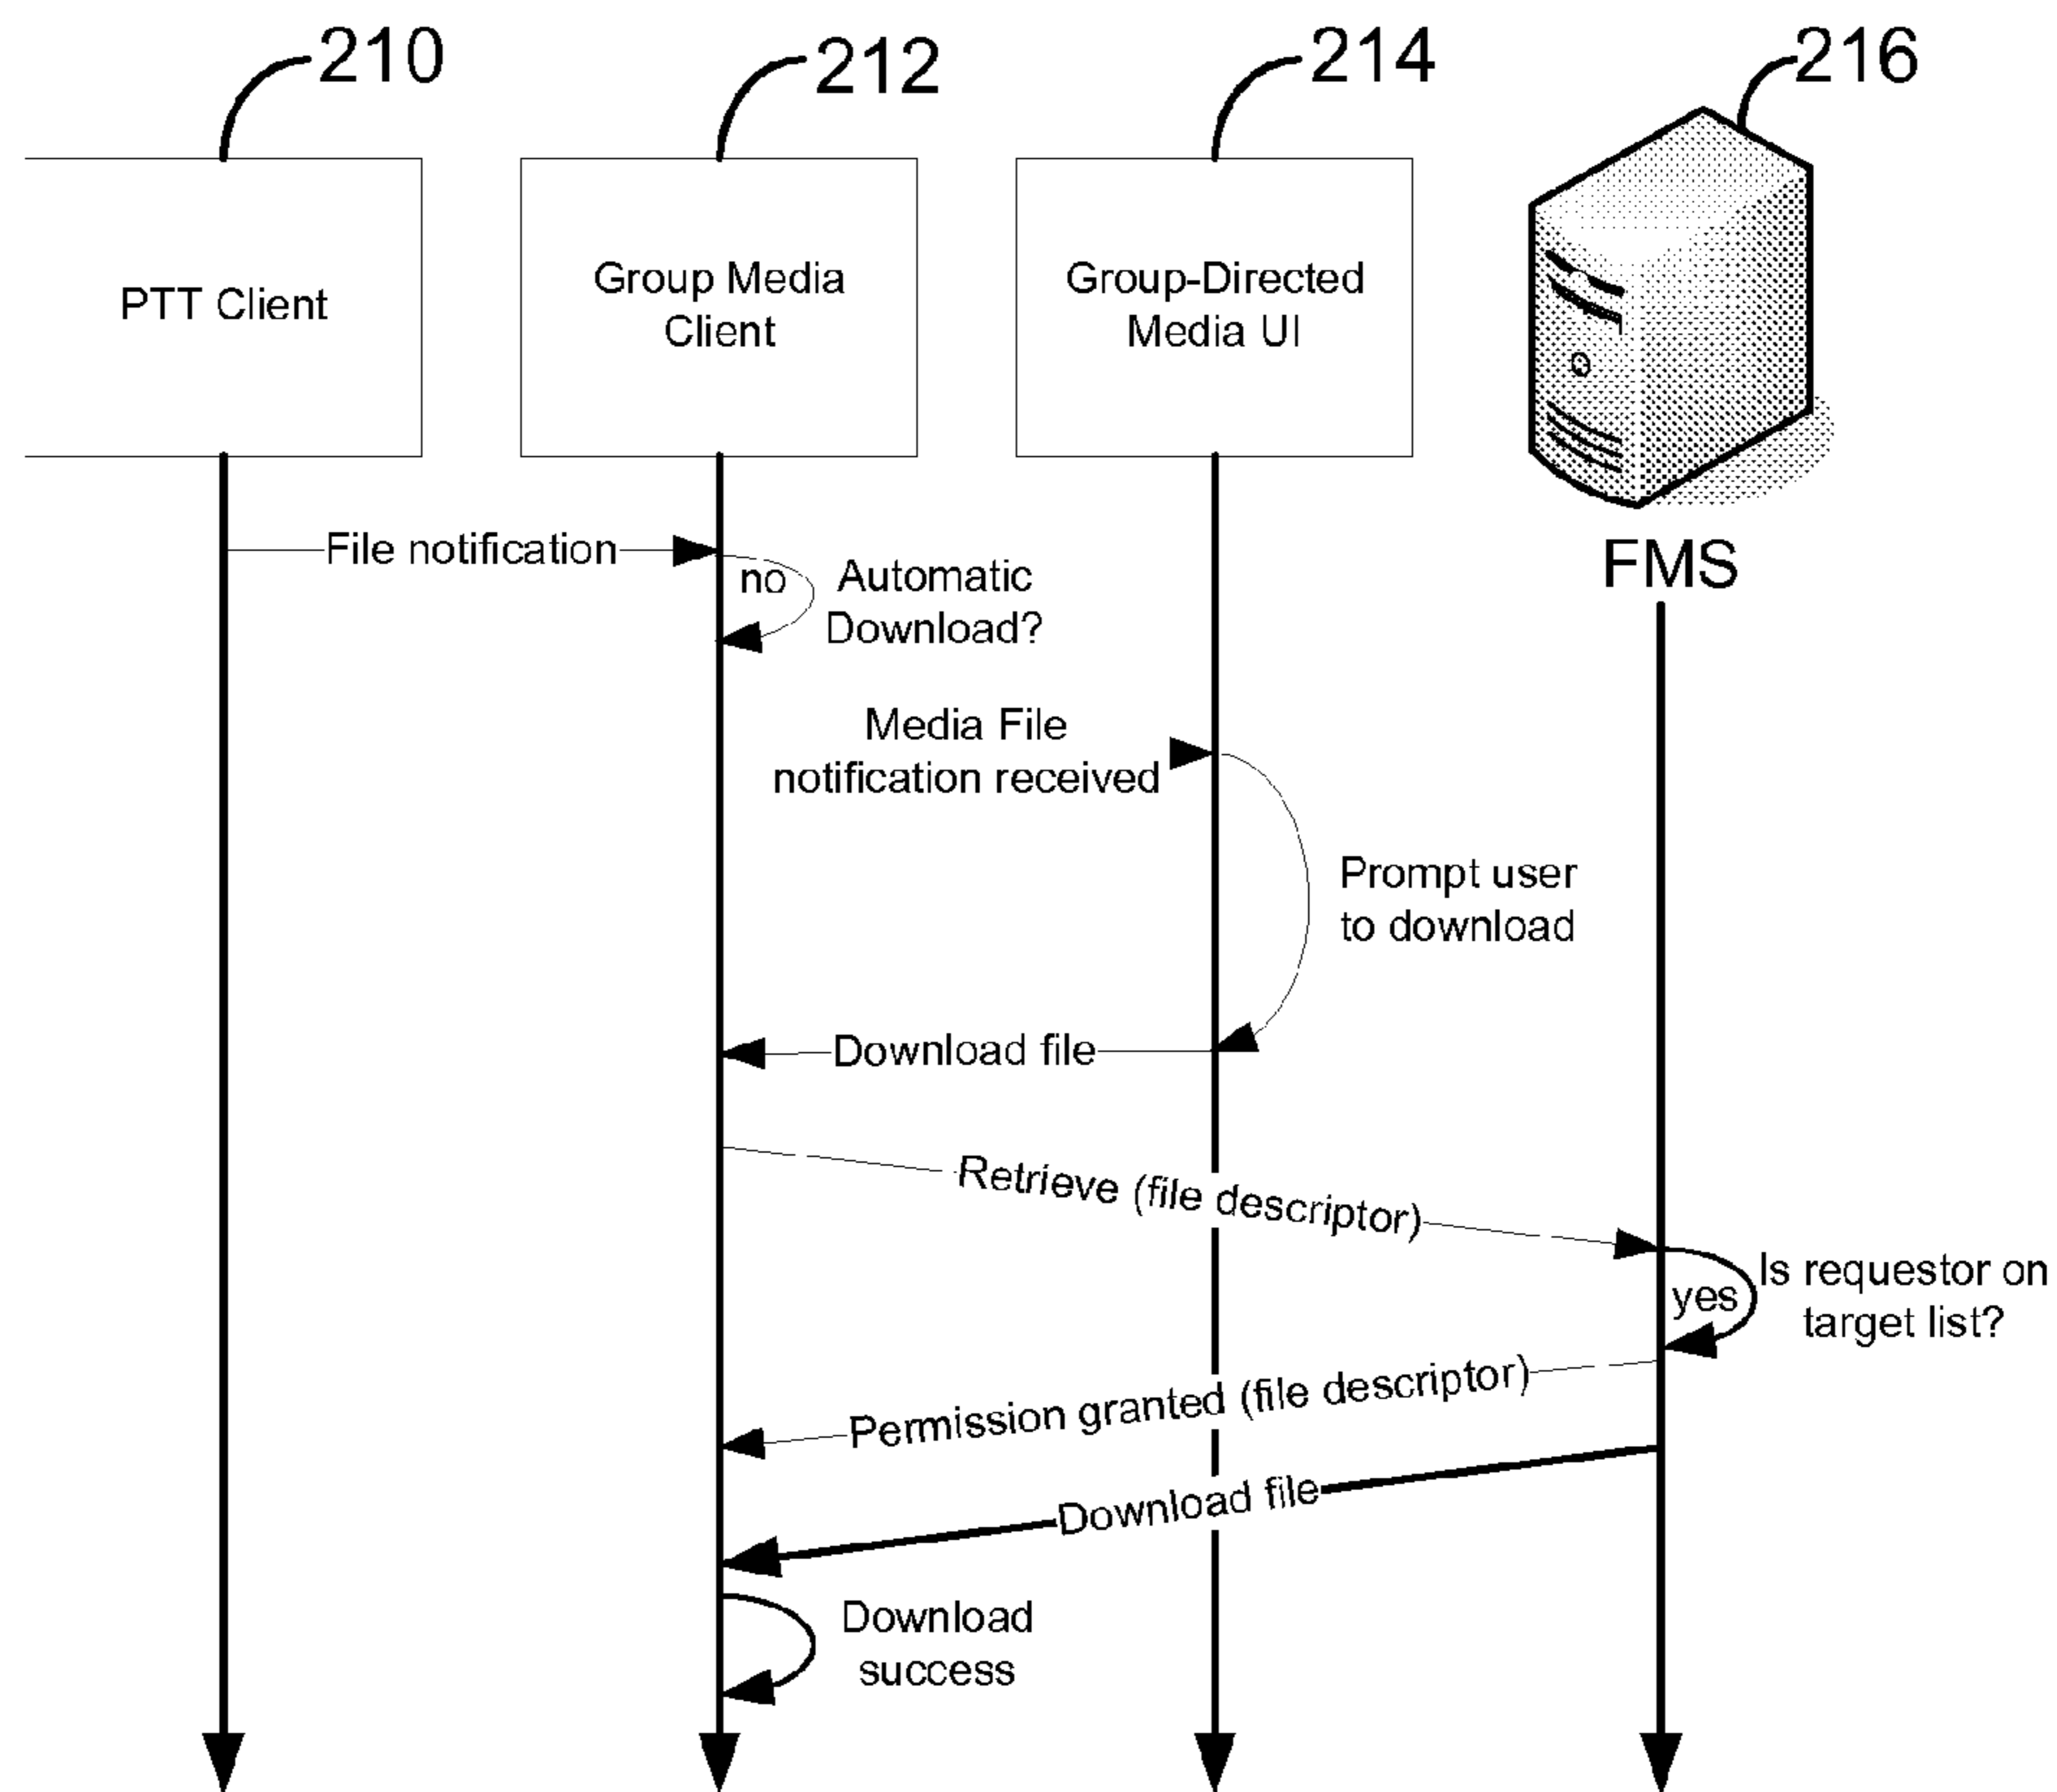 210
212
214
216
PTT Client
Group Media
Client
Group-Directed
Media UI
FMS
File notification
no
Automatic
Download?
Media File
notification received
Prompt user
to download
Download file
Retrieve (file descriptor)
Is requestor on
target list?
yes
Permission granted (file descriptor)
Download file
Download
success